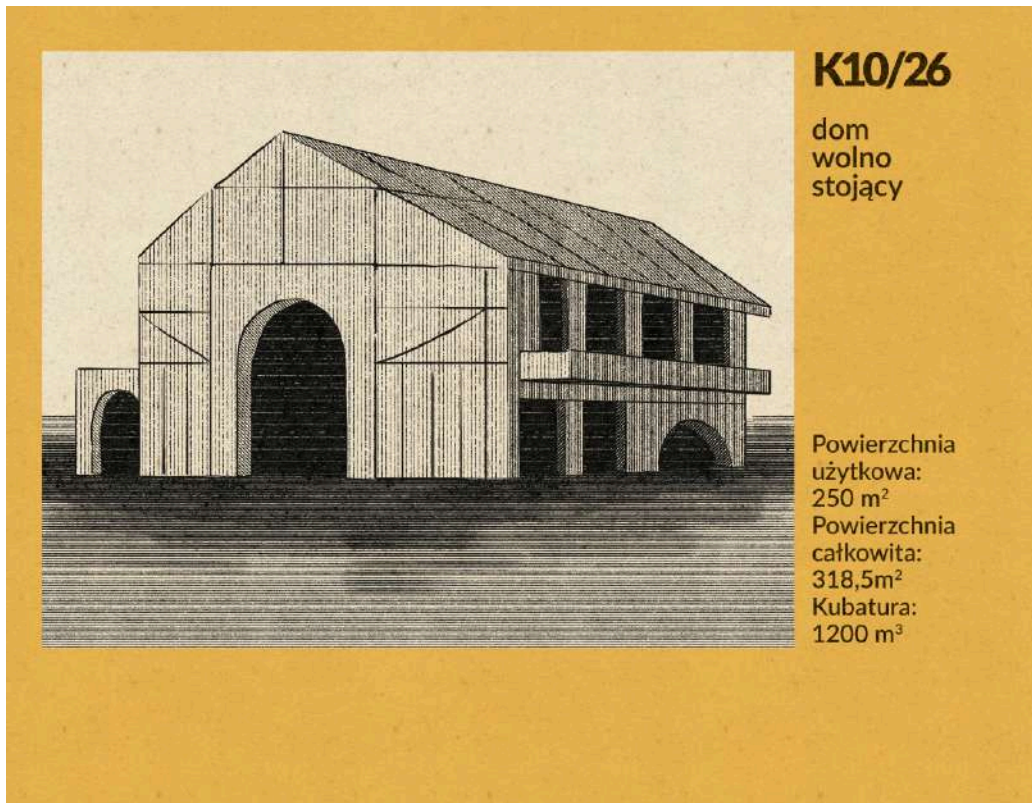 K10/26
dom
wolno
stojący
Powierzchnia
użytkowa:
250 m²
Powierzchnia
całkowita:
318,5m²
Kubatura:
1200 m³